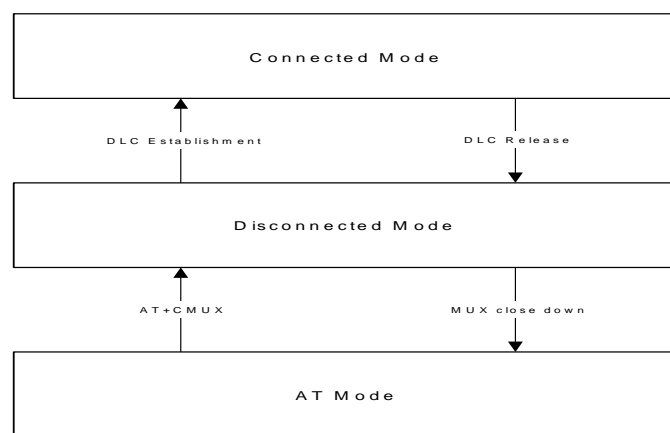 Connected Mode
DLC Establishment
DLC Release
Disconnected Mode
AT+CMUX
MUX close down
AT Mode